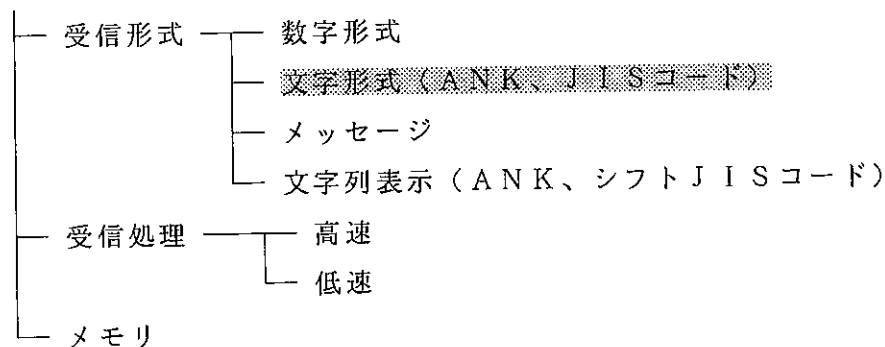 受信形式
数字形式
文字形式（ＡＮＫ、ＪＩＳコード）
メッセージ
文字列表示（ＡＮＫ、シフトＪＩＳコード）
受信処理
高速
低速
メモリ